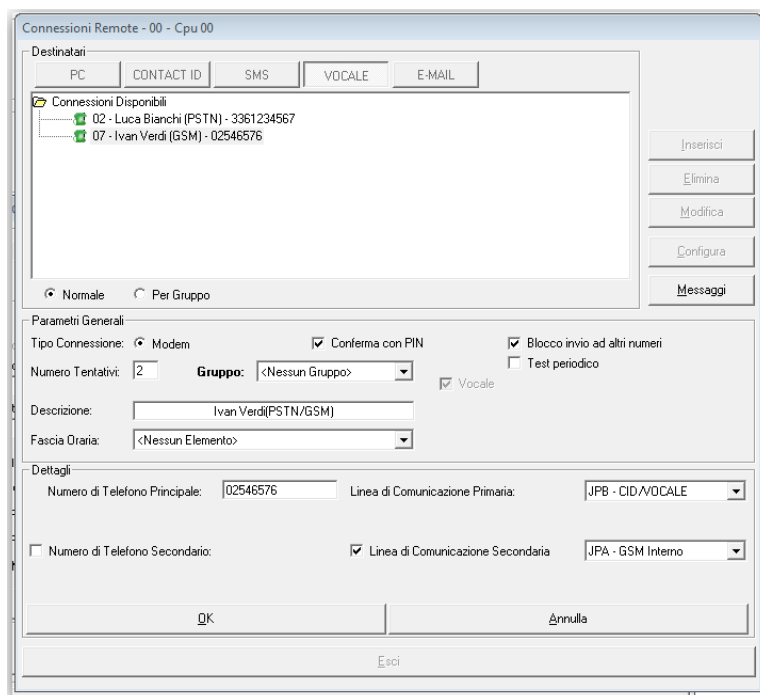 Connessioni Remote - 00 - Cpu 00
Destinatari
PC CONTACT ID SMS VOCALE E-MAIL
Connessioni Disponibili
02 - Luca Bianchi (PSTN) - 3361234567
07 - Ivan Verdi (GSM) - 02546576
Inserisci
Elimina
Modifica
Configura
Messaggi
Normale Per Gruppo
Parametri Generali
Tipo Connessione: Modem Conferma con PIN Blocco invio ad altri numeri
Numero Tentativi: 2 Gruppo: <Nessun Gruppo> Vocale Test periodico
Descrizione: Ivan Verdi(PSTN/GSM)
Fascia Oraria: <Nessun Elemento>
Dettagli
Numero di Telefono Principale: 02546576 Linea di Comunicazione Primaria: JPB - CID/VOCALE
Numero di Telefono Secondario: Linea di Comunicazione Secondaria JPA - GSM Interno
OK Annulla
Esci